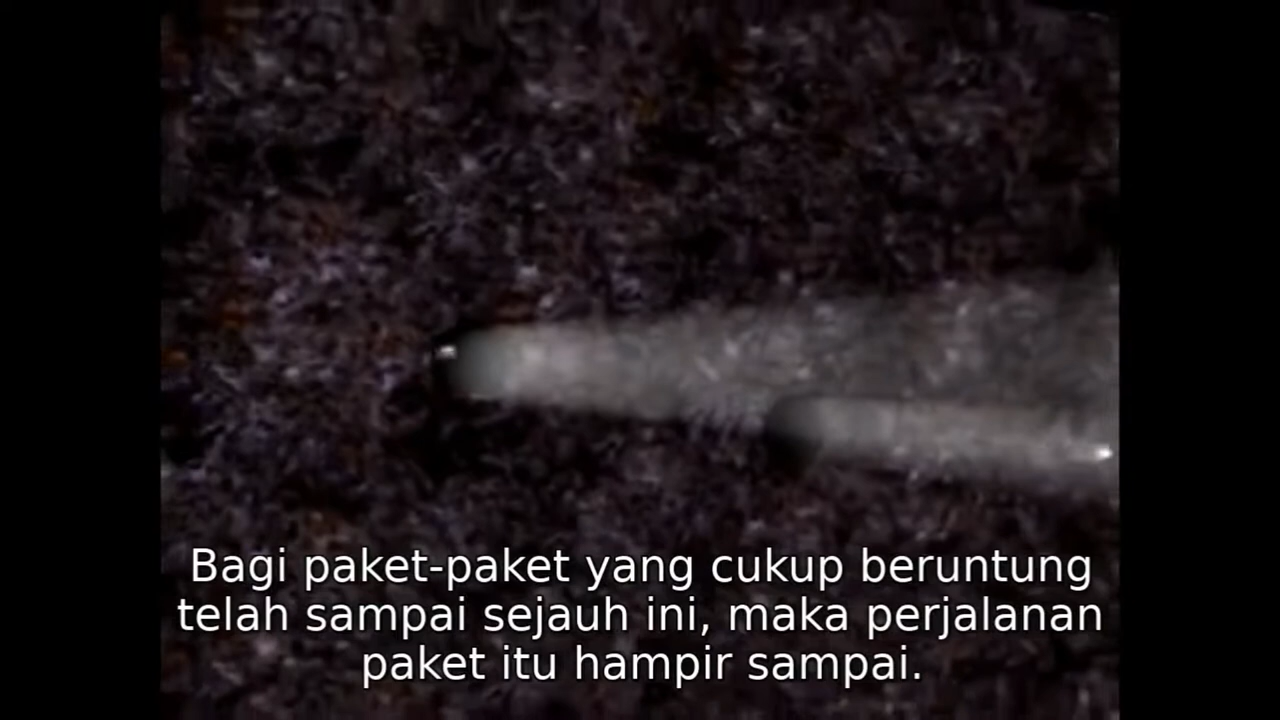 Bagi paket-paket yang cukup beruntung
telah sampai sejauh ini, maka perjalanan
paket itu hampir sampai.